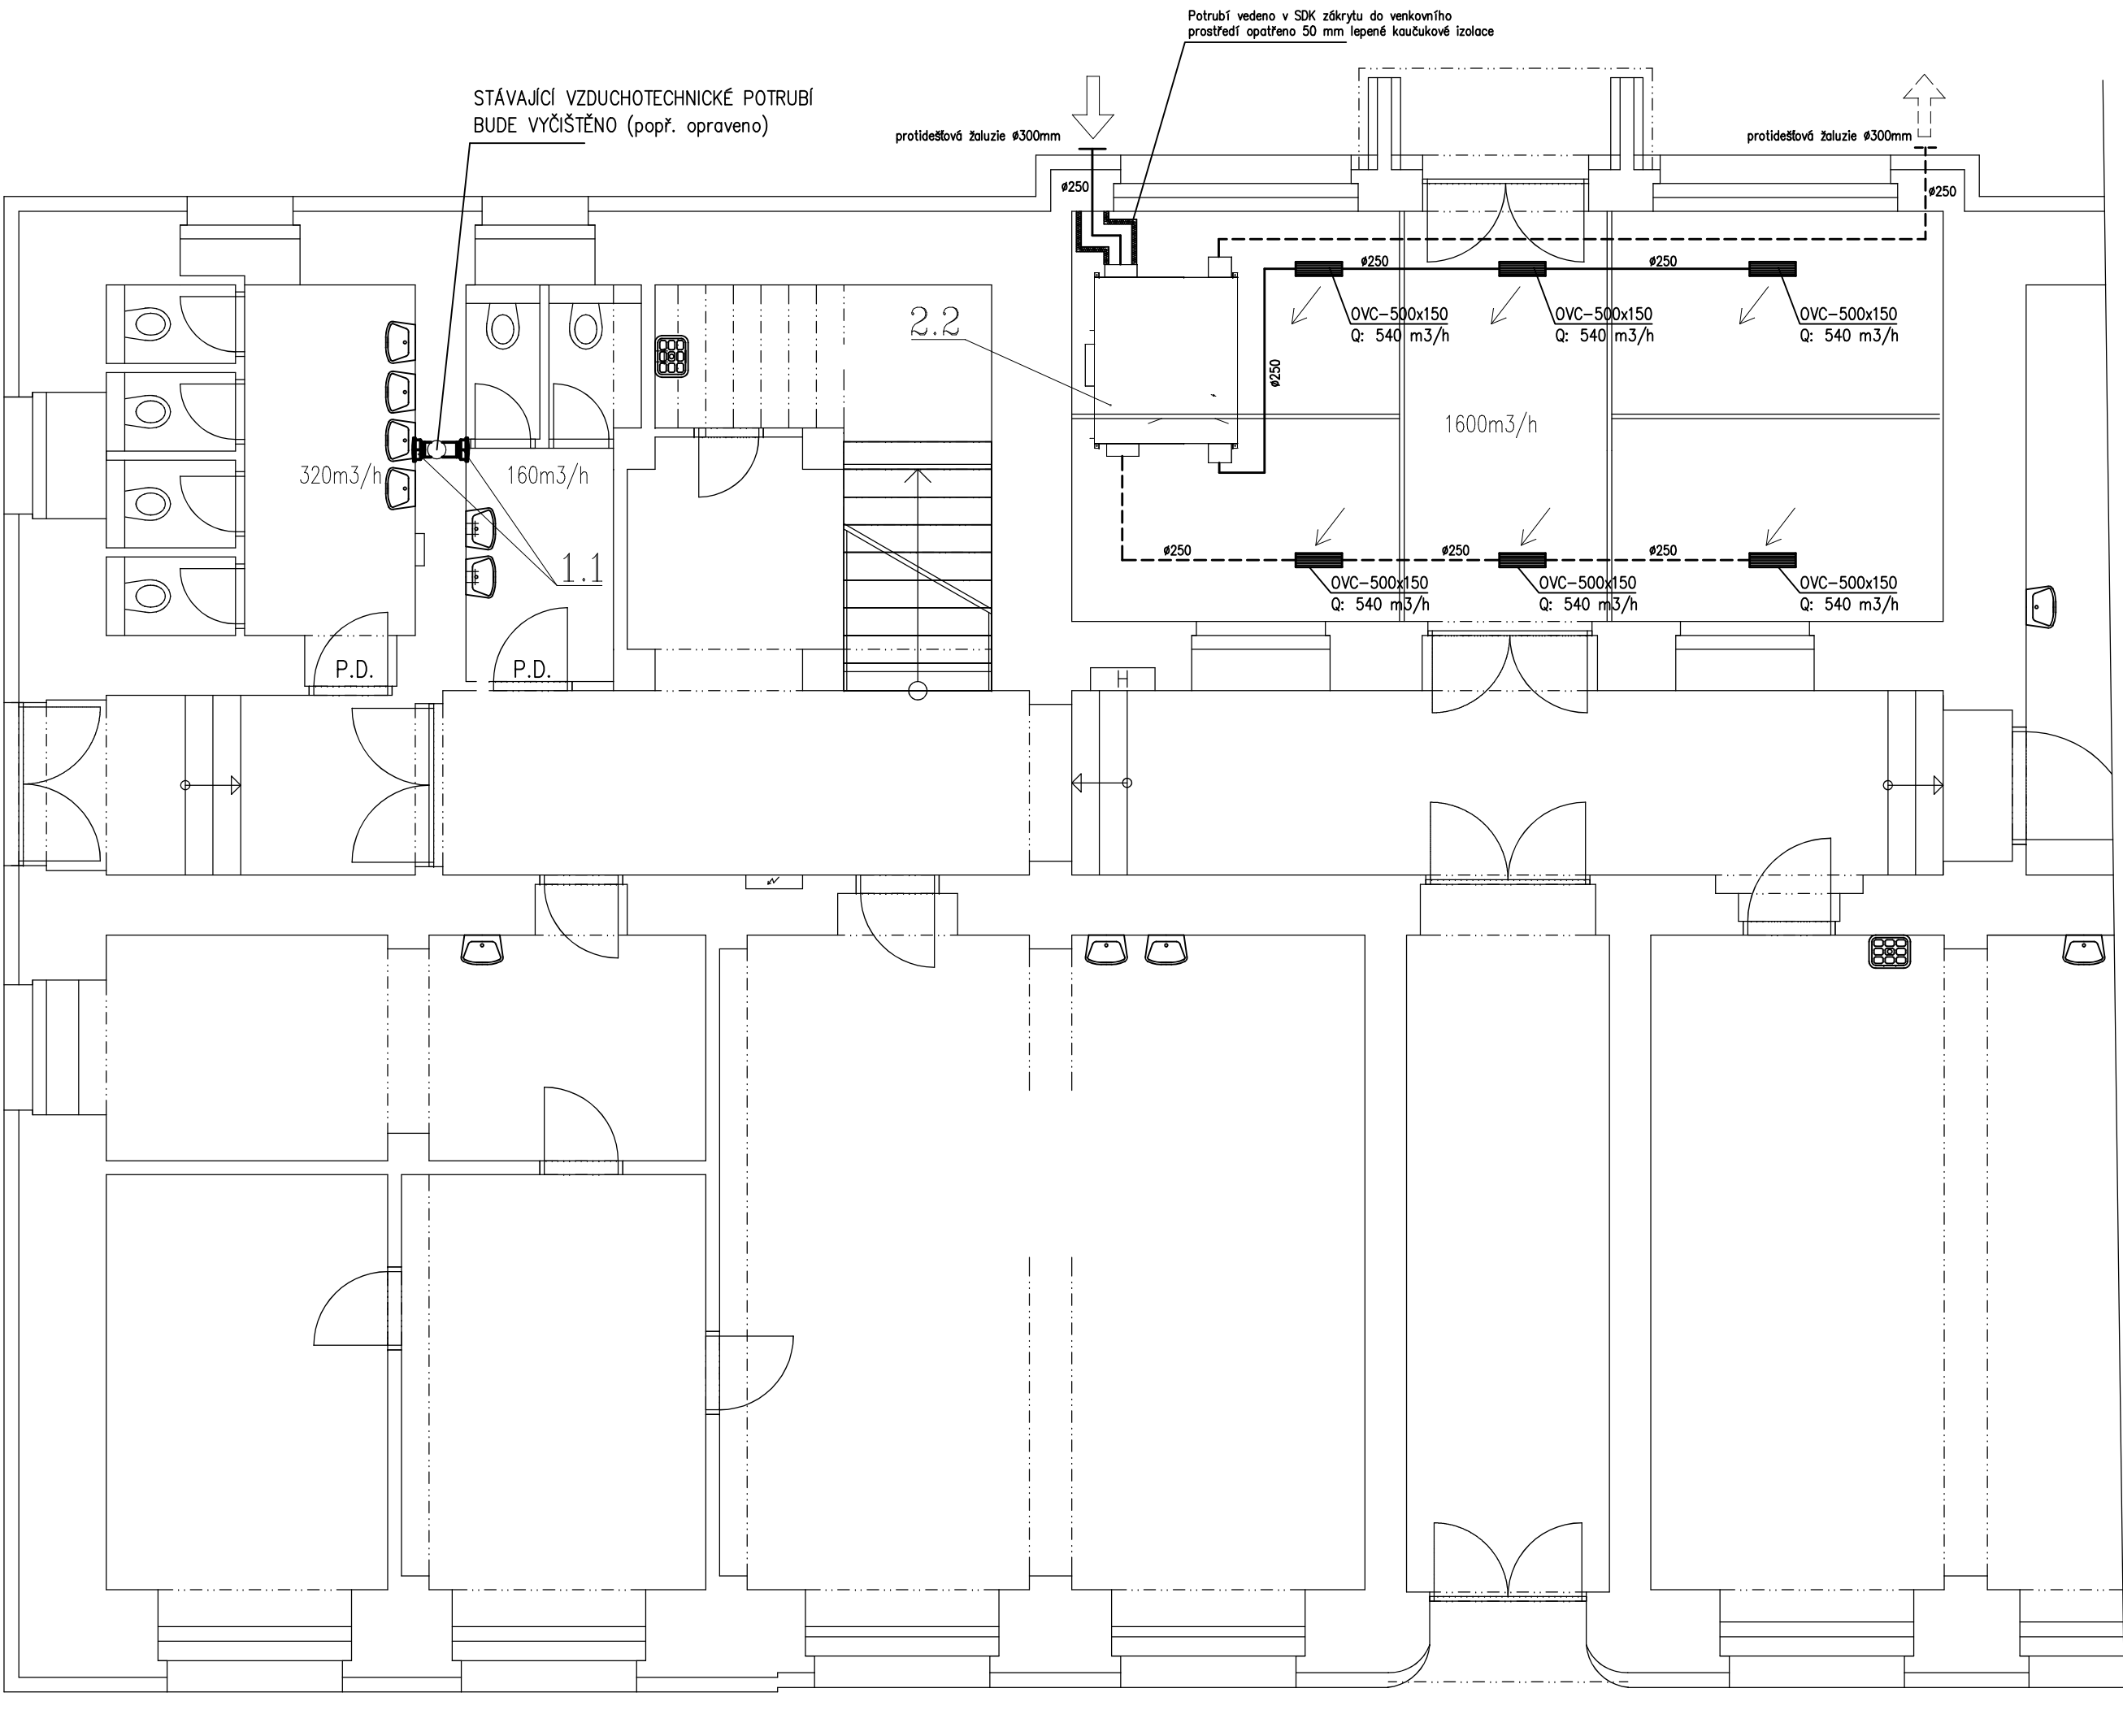 Potrubí vedeno v SDK zákrytu do venkovního
prostředí opatřeno 50 mm lepené kaučukové izolace
STÁVAJÍCÍ VZDUCHOTECHNICKÉ POTRUBÍ
BUDE VYČIŠTĚNO (popř. opraveno)
protidešťová žaluzie ø300mm
protidešťová žaluzie ø300mm
ø250
ø250
ø250
ø250
2.2
OVC-500x150
Q: 540 m3/h
OVC-500x150
Q: 540 m3/h
OVC-500x150
Q: 540 m3/h
ø250
1600m3/h
320m3/h
160m3/h
ø250
ø250
ø250
1.1
OVC-500x150
Q: 540 m3/h
OVC-500x150
Q: 540 m3/h
OVC-500x150
Q: 540 m3/h
P.D.
P.D.
H